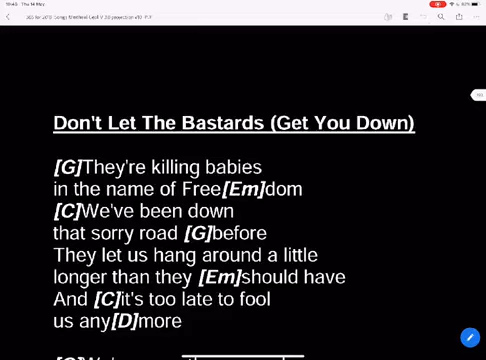 Don't Let The Bastards (Get You Down)
[G]They're killing babies
in the name of Free[Em]dom
[C]We've been down
that sorry road [G]before
They let us hang around a little
longer than they [Em]should have
And [C]it's too late to fool
us any[D]more